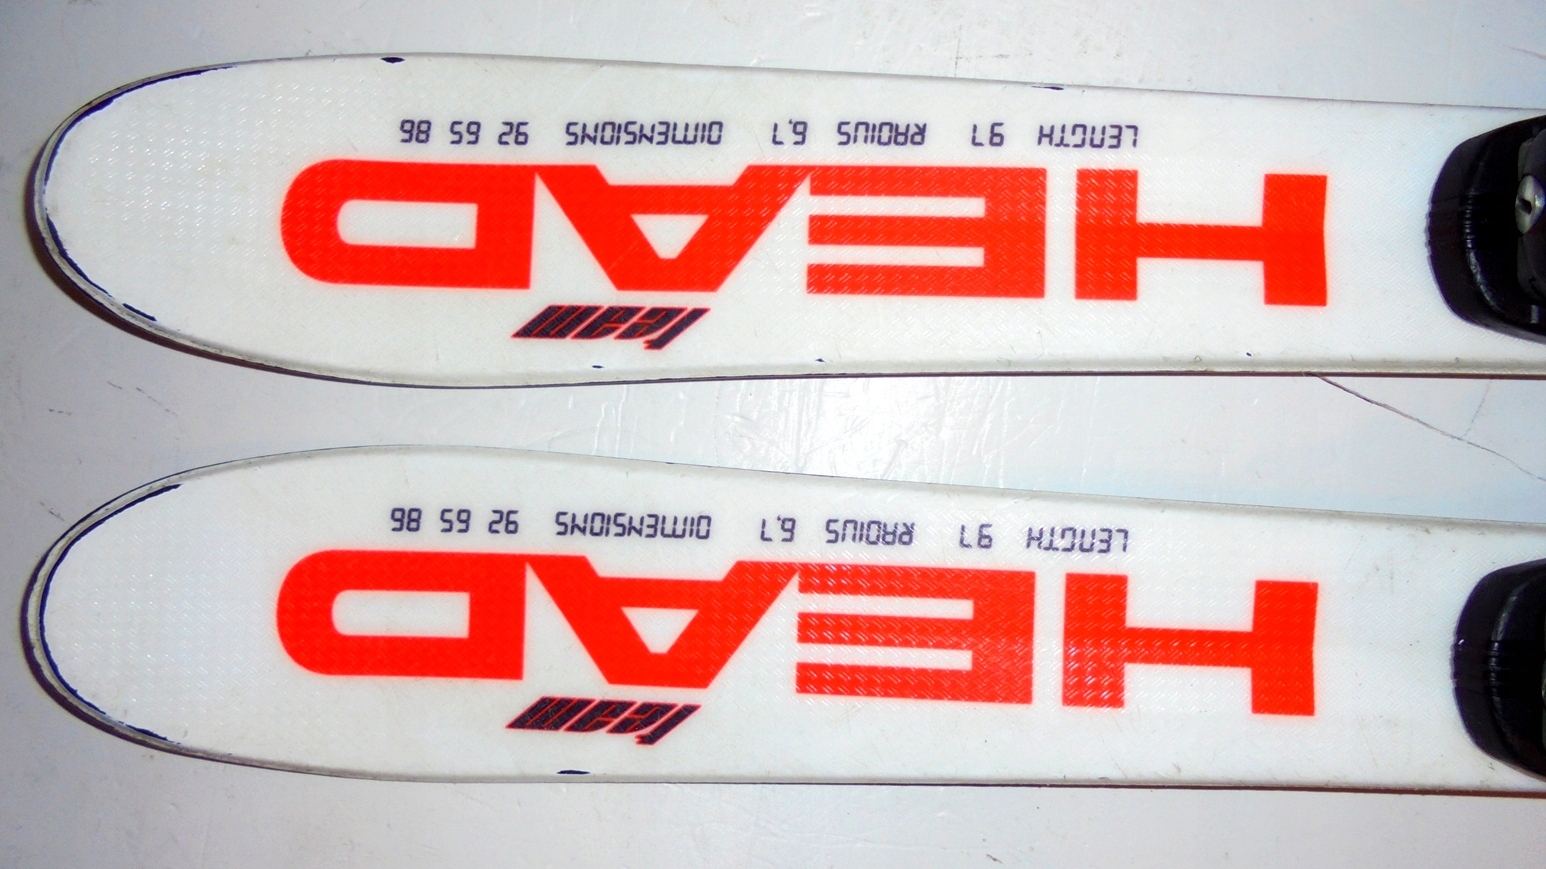 team
HEAD
LENGTH 97 RADIUS 6,7 DIMENSIONS 92 65 86
team
HEAD
LENGTH 97 RADIUS 6,7 DIMENSIONS 92 65 86